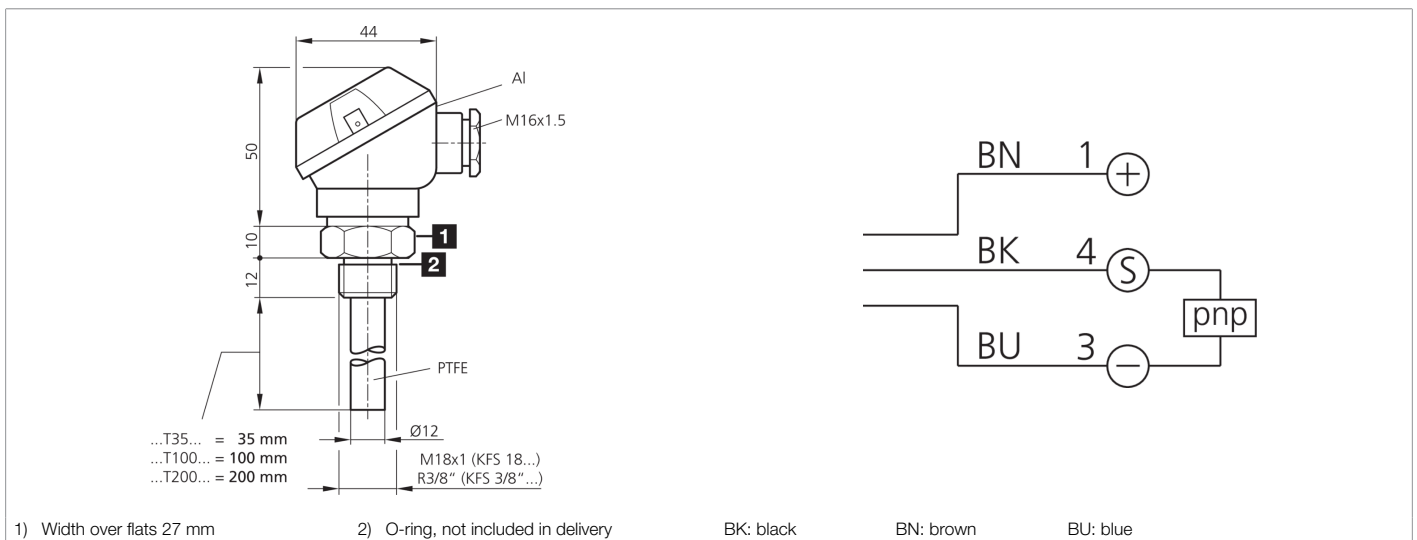 44
Al
M16x1.5
50
10
1
2
12
PTFE
...T35... = 35 mm
...T100... = 100 mm
...T200... = 200 mm
Ø12
M18x1 (KFS 18...)
R3/8“ (KFS 3/8“...)
BN 1 +
BK 4 S
pnp
BU 3 −
1) Width over flats 27 mm
2) O-ring, not included in delivery
BK: black
BN: brown
BU: blue